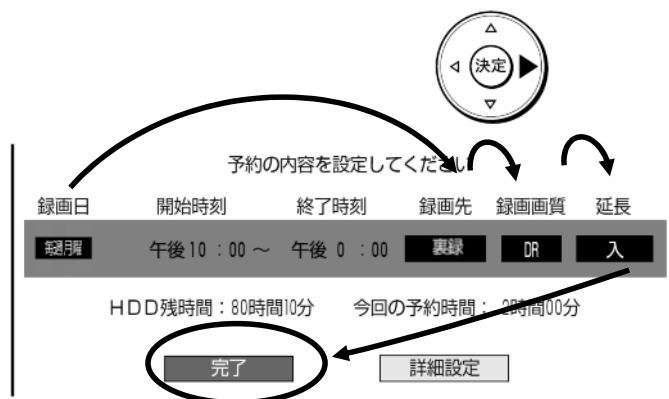 決定
予約の内容を設定してください
録画日 開始時刻 終了時刻 録画先 録画画質 延長
毎週月曜 午後10:00～ 午後 0:00 裏録 DR 入
HDD残時間：80時間10分 今回の予約時間： 2時間00分
完了 詳細設定